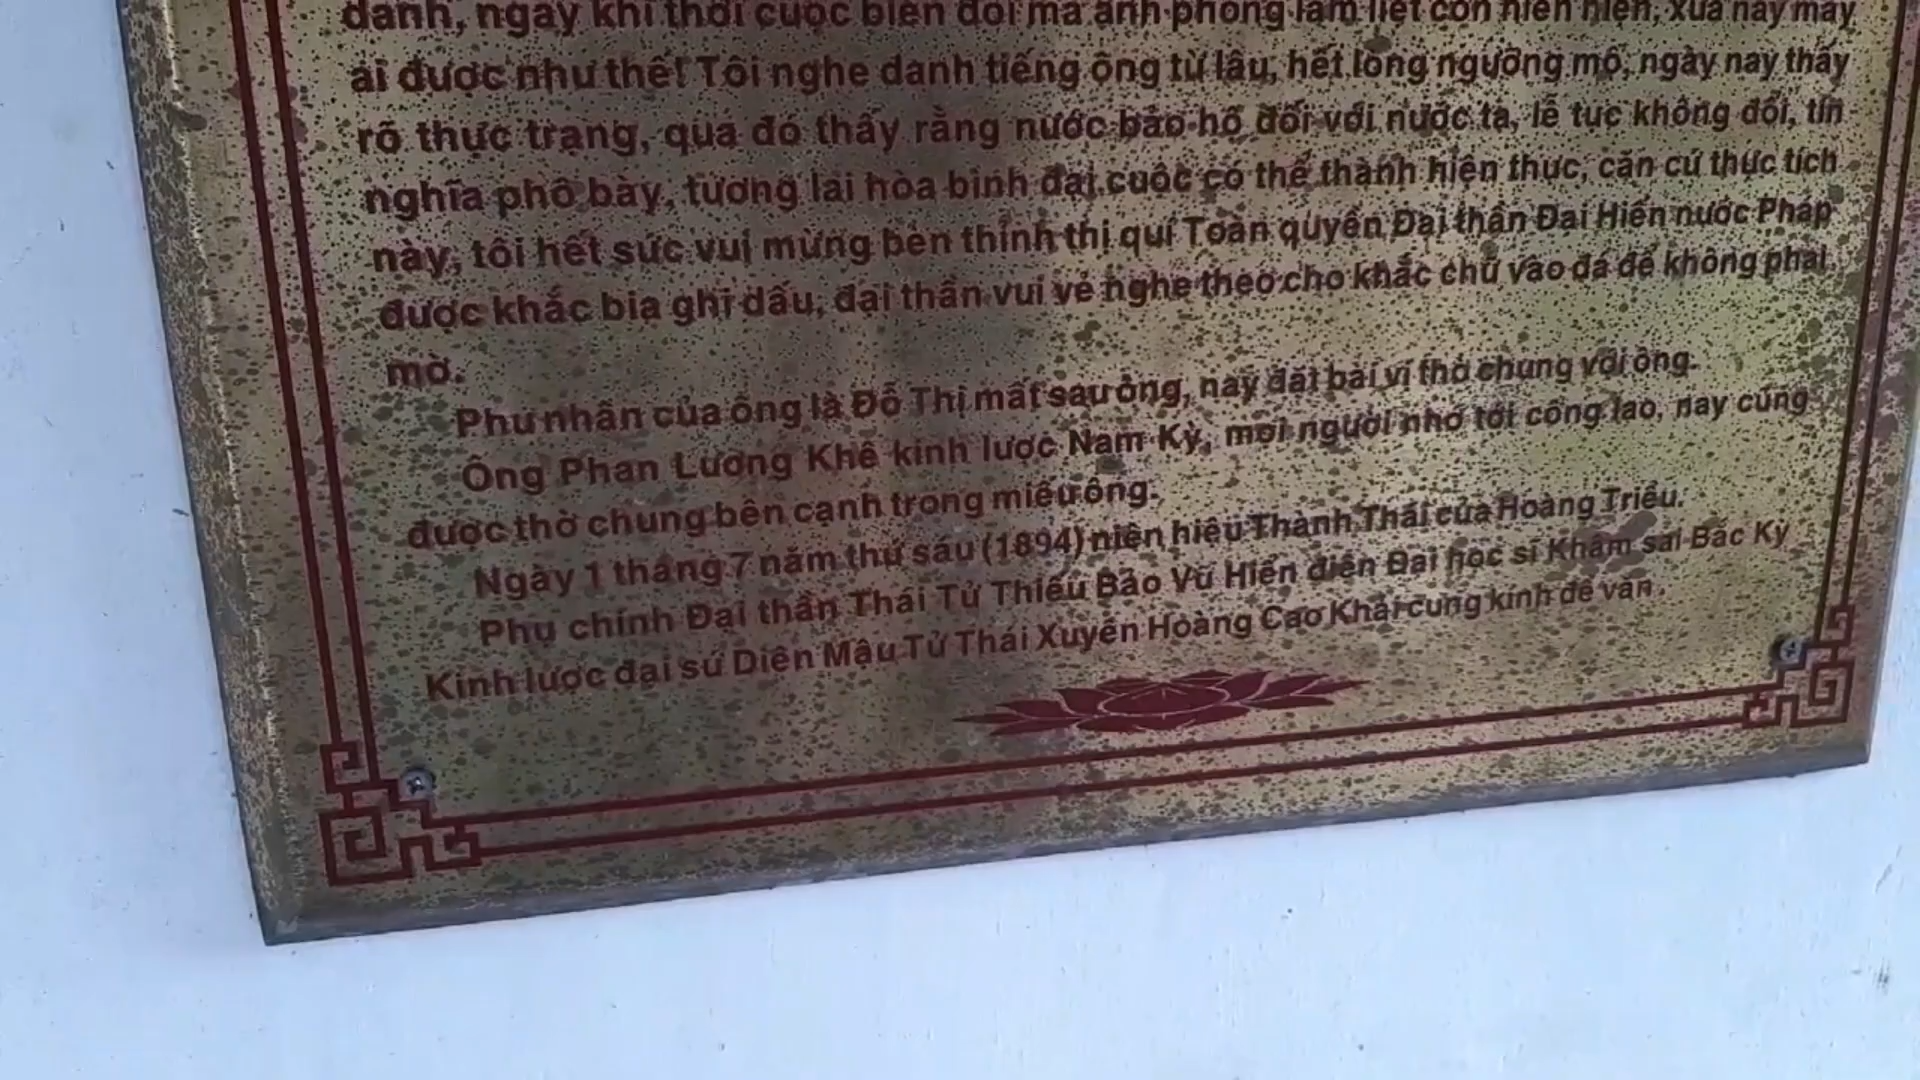 danh, ngay khi thời cuộc biến đổi mà anh phong lẫm liệt còn hiển hiện, xưa nay mấy
ai được như thế! Tôi nghe danh tiếng ông từ lâu, hết lòng ngưỡng mộ, ngày nay thấy
rõ thực trạng, qua đó thấy rằng nước bảo hộ đối với nước ta, lễ tục không đổi, tín
nghĩa phô bày, tương lai hòa bình đại cuộc có thể thành hiện thực, căn cứ thực tích
này, tôi hết sức vui mừng bèn thỉnh thị quí Toàn quyền Đại thần Đại Hiến nước Pháp
được khắc bia ghi dấu, đại thần vui vẻ nghe theo cho khắc chữ vào đá để không phai
mờ.
Phu nhân của ông là Đỗ Thị mất sau ông, nay đặt bài vị thờ chung với ông.
Ông Phan Lương Khê kinh lược Nam Kỳ, mọi người nhớ tới công lao, nay cũng
được thờ chung bên cạnh trong miếu ông.
Ngày 1 tháng 7 năm thứ sáu (1894) niên hiệu Thành Thái của Hoàng Triều.
Phụ chính Đại thần Thái Tử Thiếu Bảo Vũ Hiển điện Đại học sĩ Khâm sai Bắc Kỳ
Kinh lược đại sứ Diên Mậu Tử Thái Xuyên Hoàng Cao Khải cung kính đề văn.